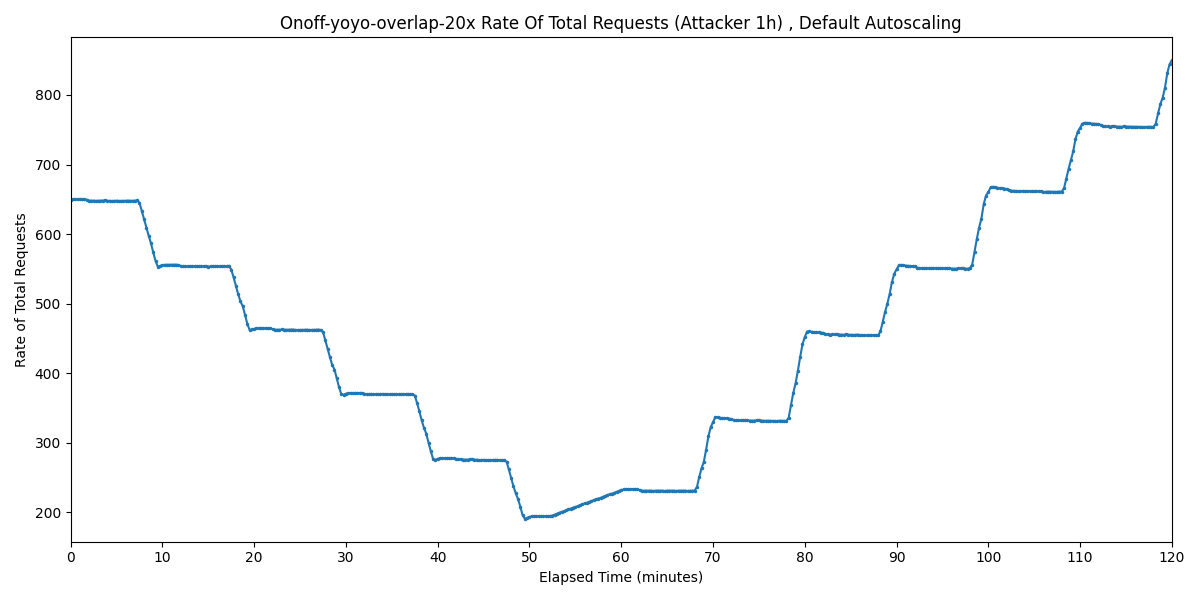 Onoff-yoyo-overlap-20x Rate Of Total Requests (Attacker 1h) , Default Autoscaling
Rate of Total Requests
800
700
600
500
400
300
200
0 10 20 30 40 50 60 70 80 90 100 110 120
Elapsed Time (minutes)